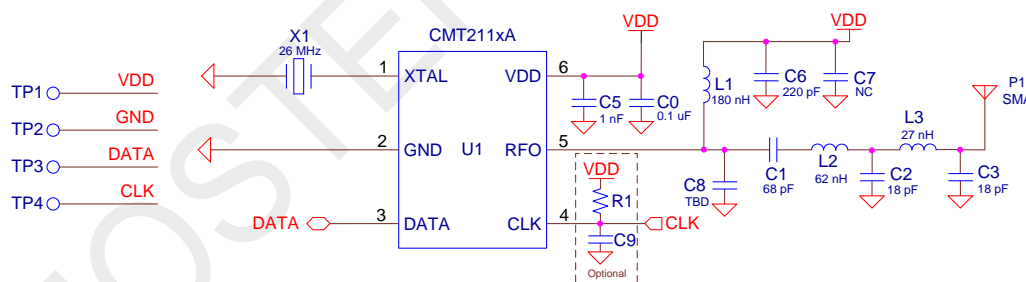 VDD
VDD
X1
26 MHz
CMT211xA
1
XTAL
VDD
6
C5
1 nF
C0
0.1 uF
L1
180 nH
C6
220 pF
C7
NC
P1
SMA
TP1
VDD
TP2
GND
TP3
DATA
TP4
CLK
2
GND
U1
RFO
5
VDD
R1
C8
TBD
C1
68 pF
L2
62 nH
C2
18 pF
L3
27 nH
C3
18 pF
DATA
3
DATA
CLK
4
CLK
C9
Optional